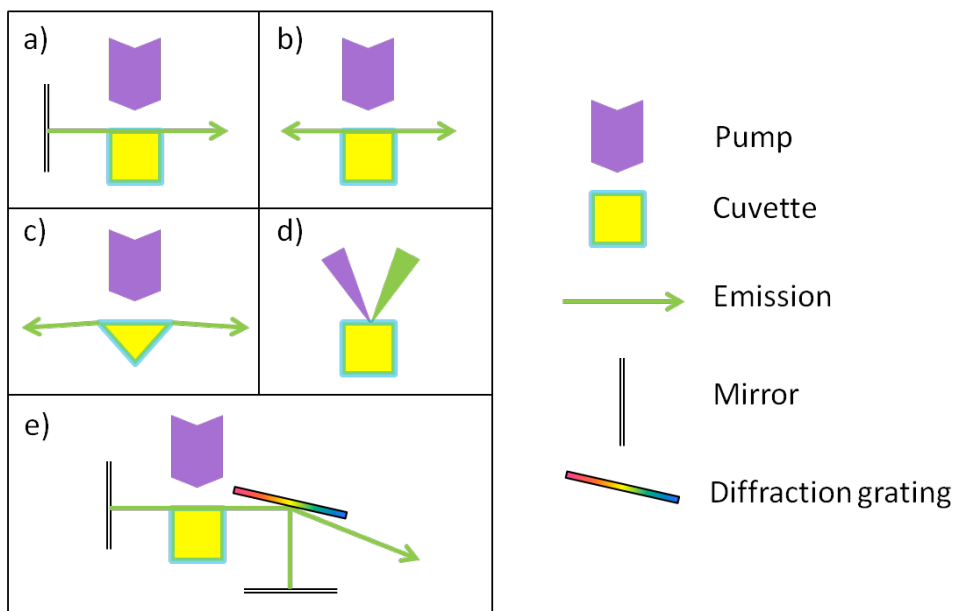 a)
b)
c)
d)
e)
Pump
Cuvette
Emission
Mirror
Diffraction grating